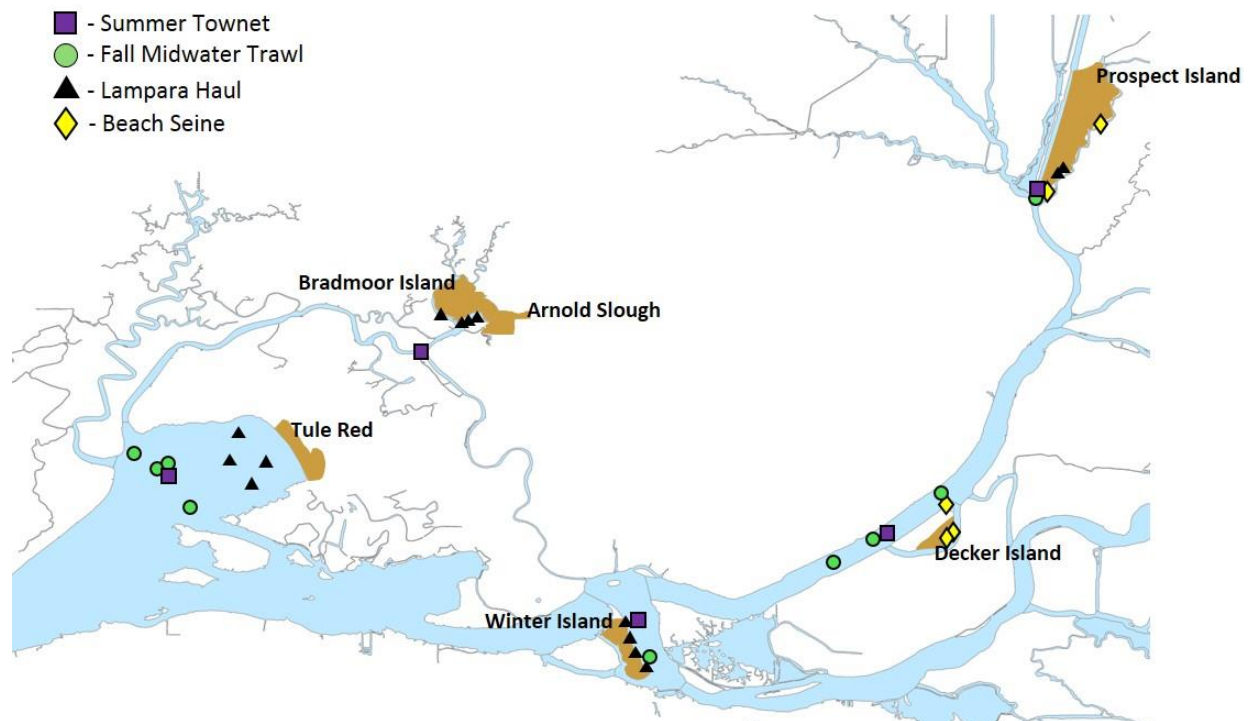 - Summer Townet
- Fall Midwater Trawl
- Lampara Haul
- Beach Seine
Prospect Island
Bradmoor Island
Arnold Slough
Tule Red
Decker Island
Winter Island